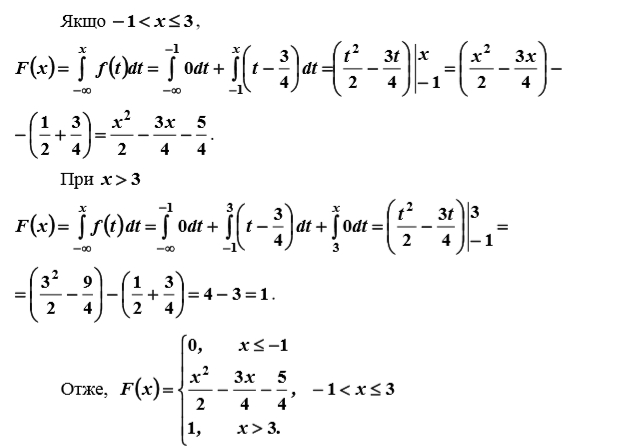 Якщо −1 < x ≤ 3,
F(x) = ∫_{−∞}^{x} f(t)dt = ∫_{−∞}^{−1} 0dt + ∫_{−1}^{x} (t − 3/4) dt = (t²/2 − 3t/4) |_{−1}^{x} = (x²/2 − 3x/4) −
−(1/2 + 3/4) = x²/2 − 3x/4 − 5/4.
При x > 3
F(x) = ∫_{−∞}^{x} f(t)dt = ∫_{−∞}^{−1} 0dt + ∫_{−1}^{3} (t − 3/4) dt + ∫_{3}^{x} 0dt = (t²/2 − 3t/4) |_{−1}^{3} =
= (3²/2 − 9/4) − (1/2 + 3/4) = 4 − 3 = 1.
Отже, F(x) = { 0, x ≤ −1
x²/2 − 3x/4 − 5/4, −1 < x ≤ 3
1, x > 3.